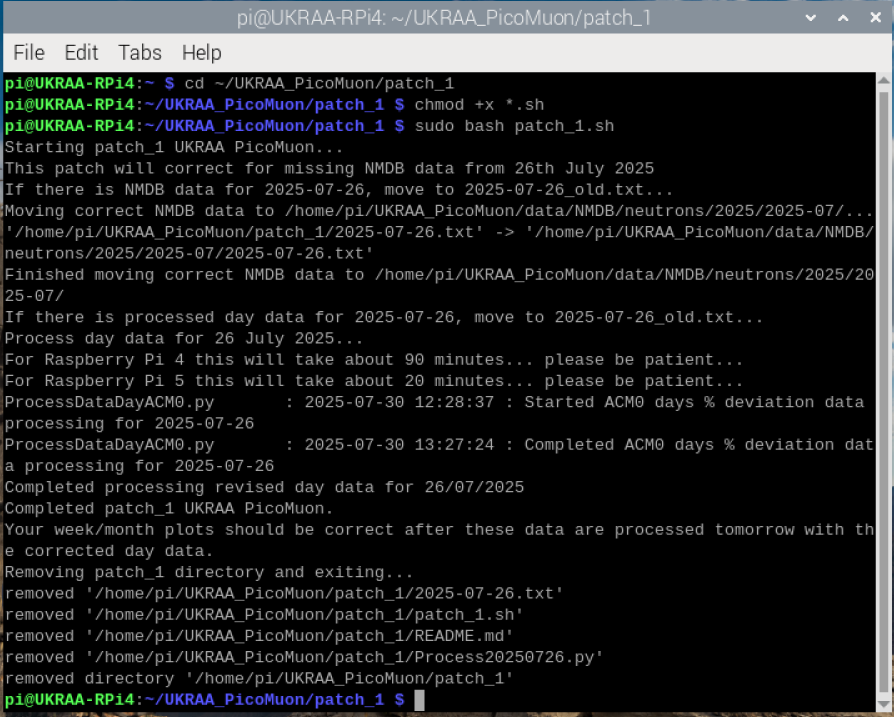 pi@UKRAA-RPi4: ~/UKRAA_PicoMuon/patch_1
File Edit Tabs Help
pi@UKRAA-RPi4:~ $ cd ~/UKRAA_PicoMuon/patch_1
pi@UKRAA-RPi4:~/UKRAA_PicoMuon/patch_1 $ chmod +x *.sh
pi@UKRAA-RPi4:~/UKRAA_PicoMuon/patch_1 $ sudo bash patch_1.sh
Starting patch_1 UKRAA PicoMuon...
This patch will correct for missing NMDB data from 26th July 2025
If there is NMDB data for 2025-07-26, move to 2025-07-26_old.txt...
Moving correct NMDB data to /home/pi/UKRAA_PicoMuon/data/NMDB/neutrons/2025/2025-07/...
'/home/pi/UKRAA_PicoMuon/patch_1/2025-07-26.txt' -> '/home/pi/UKRAA_PicoMuon/data/NMDB/
neutrons/2025/2025-07/2025-07-26.txt'
Finished moving correct NMDB data to /home/pi/UKRAA_PicoMuon/data/NMDB/neutrons/2025/20
25-07/
If there is processed day data for 2025-07-26, move to 2025-07-26_old.txt...
Process day data for 26 July 2025...
For Raspberry Pi 4 this will take about 90 minutes... please be patient...
For Raspberry Pi 5 this will take about 20 minutes... please be patient...
ProcessDataDayACM0.py       : 2025-07-30 12:28:37 : Started ACM0 days % deviation data
processing for 2025-07-26
ProcessDataDayACM0.py       : 2025-07-30 13:27:24 : Completed ACM0 days % deviation dat
a processing for 2025-07-26
Completed processing revised day data for 26/07/2025
Completed patch_1 UKRAA PicoMuon.
Your week/month plots should be correct after these data are processed tomorrow with th
e corrected day data.
Removing patch_1 directory and exiting...
removed '/home/pi/UKRAA_PicoMuon/patch_1/2025-07-26.txt'
removed '/home/pi/UKRAA_PicoMuon/patch_1/patch_1.sh'
removed '/home/pi/UKRAA_PicoMuon/patch_1/README.md'
removed '/home/pi/UKRAA_PicoMuon/patch_1/Process20250726.py'
removed directory '/home/pi/UKRAA_PicoMuon/patch_1'
pi@UKRAA-RPi4:~/UKRAA_PicoMuon/patch_1 $